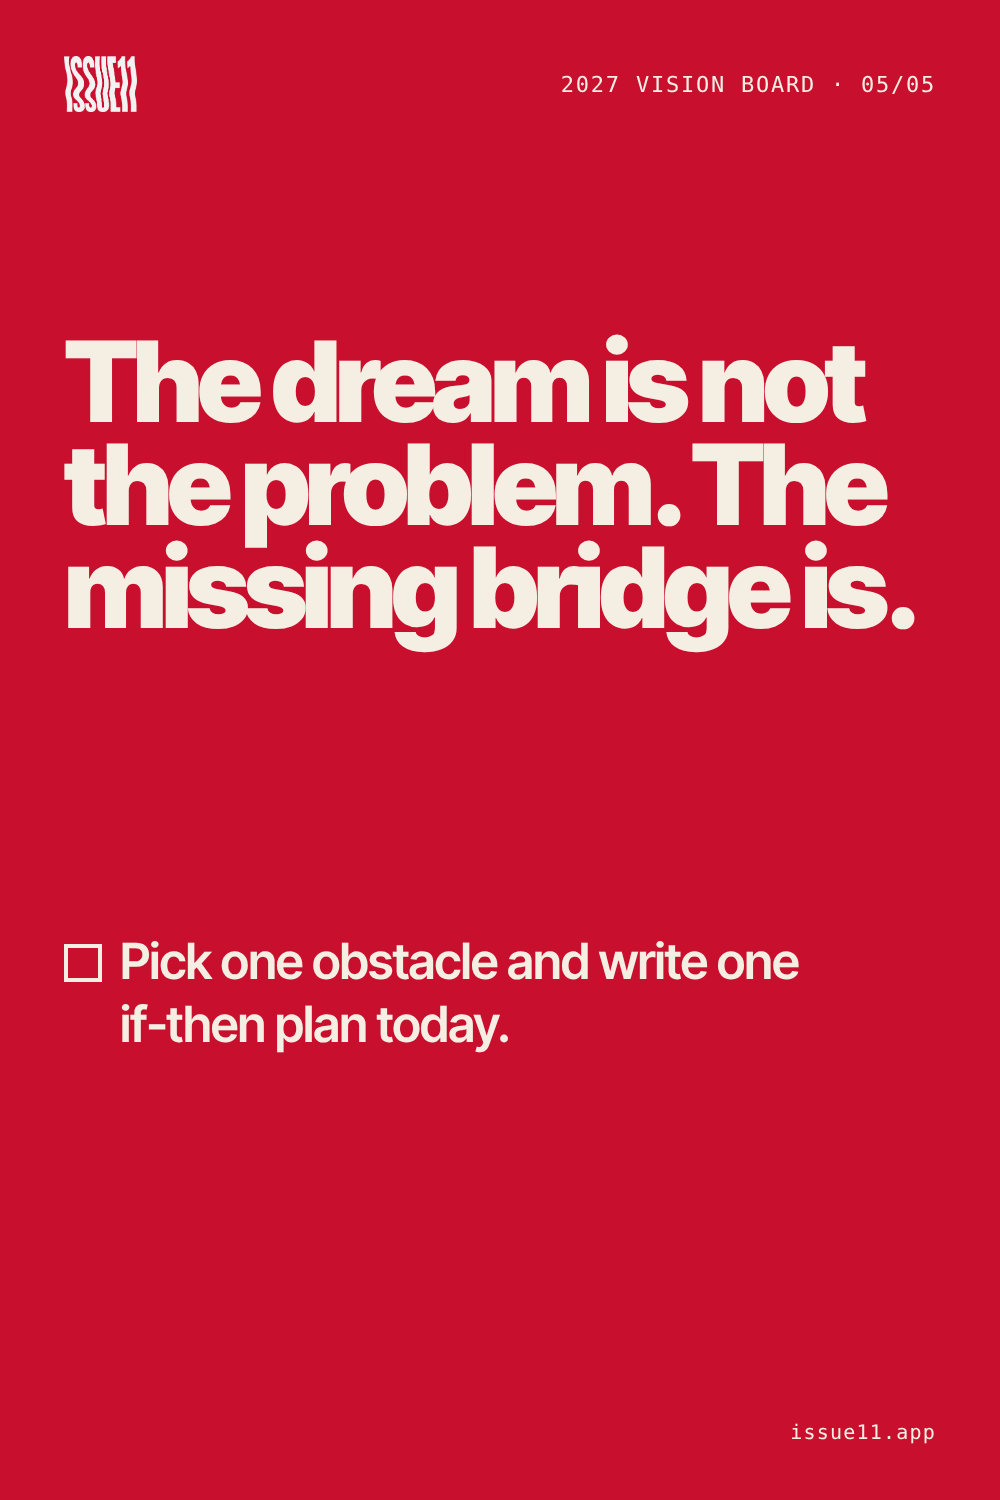 ISSUE11
2027 VISION BOARD · 05/05
The dream is not
the problem. The
missing bridge is.
Pick one obstacle and write one
if-then plan today.
issue11.app